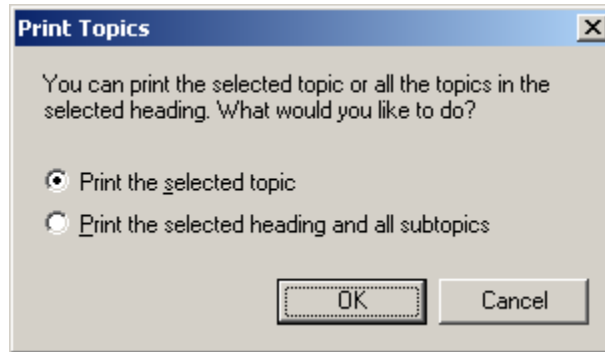 Print Topics
You can print the selected topic or all the topics in the
selected heading. What would you like to do?
Print the selected topic
Print the selected heading and all subtopics
OK
Cancel